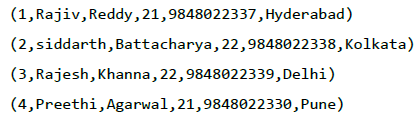 (1,Rajiv,Reddy,21,9848022337,Hyderabad)
(2,siddarth,Battacharya,22,9848022338,Kolkata)
(3,Rajesh,Khanna,22,9848022339,Delhi)
(4,Preethi,Agarwal,21,9848022330,Pune)